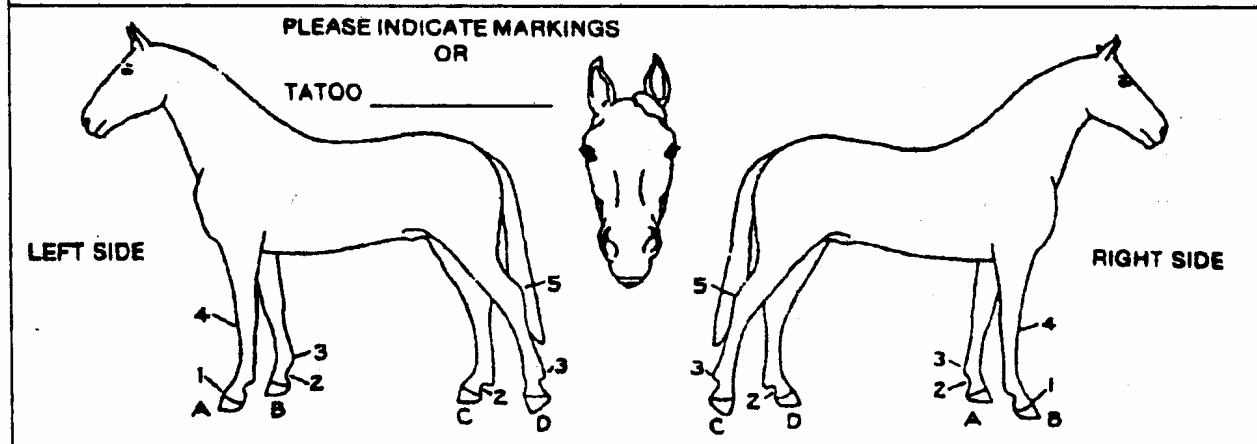 PLEASE INDICATE MARKINGS
OR
TATOO
LEFT SIDE
RIGHT SIDE
4
3
1
2
A
B
5
3
2
C
D
5
3
2
C
D
4
3
2
1
A
B